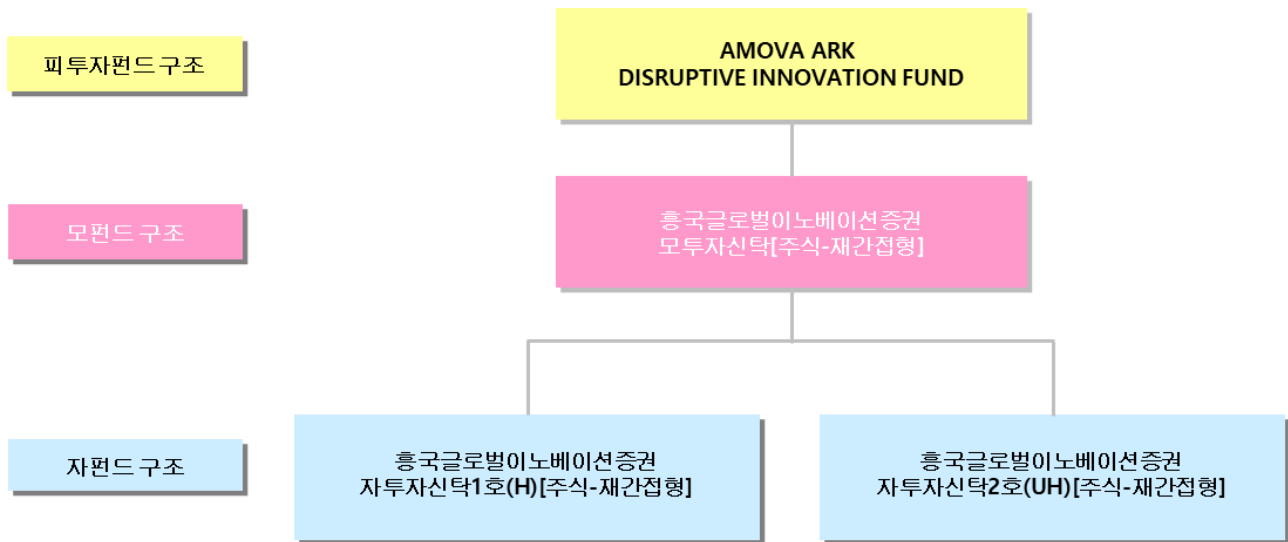 피투자펀드 구조
AMOVA ARK
DISRUPTIVE INNOVATION FUND
모펀드 구조
흥국글로벌이노베이션증권
모투자신탁[주식-재간접형]
자펀드 구조
흥국글로벌이노베이션증권
자투자신탁1호(H)[주식-재간접형]
흥국글로벌이노베이션증권
자투자신탁2호(UH)[주식-재간접형]